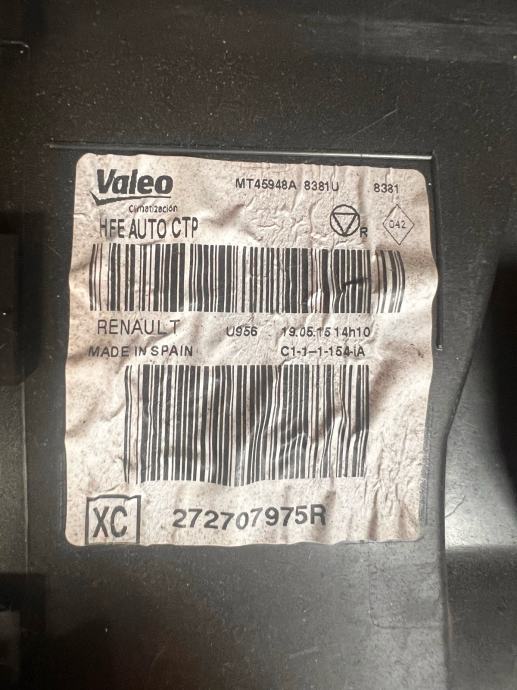 Valeo MT45948A 8381U 8381
Climatización
HFE AUTO CTP R 042
RENAULT U956 19.05.15 14h10
MADE IN SPAIN C1-1-1-154-iA
XC 272707975R